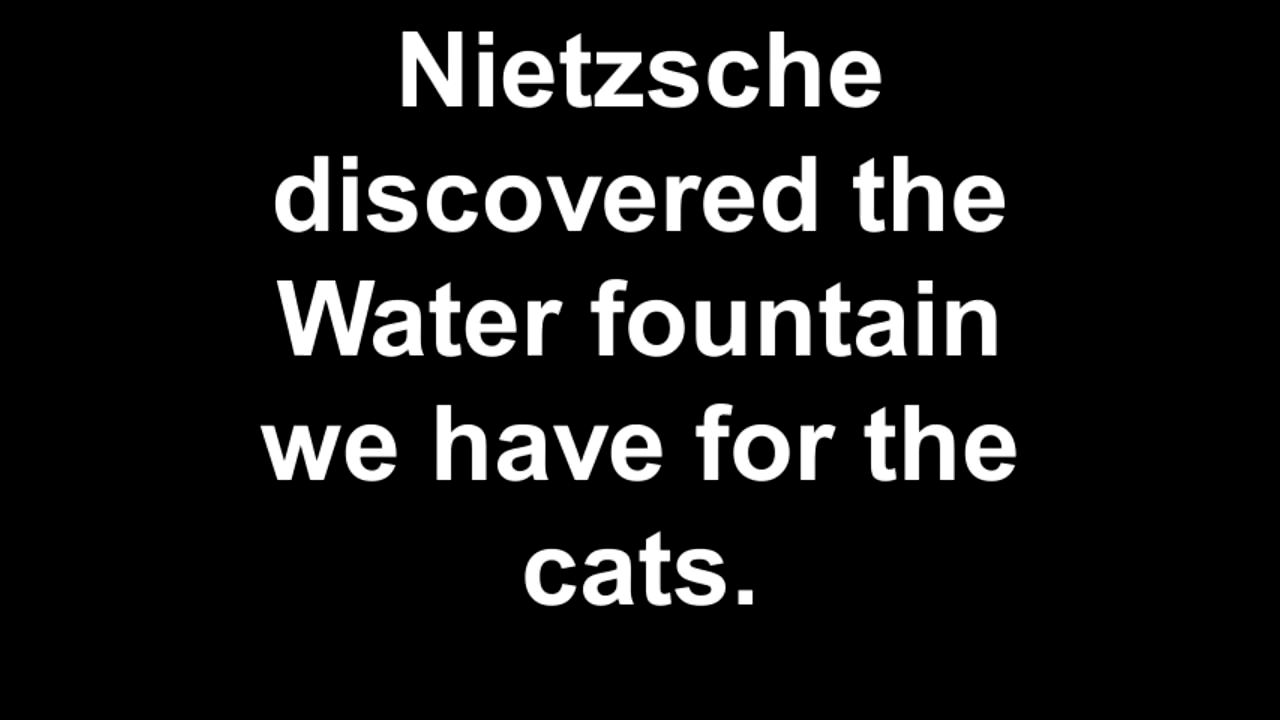 Nietzsche
discovered the
Water fountain
we have for the
cats.